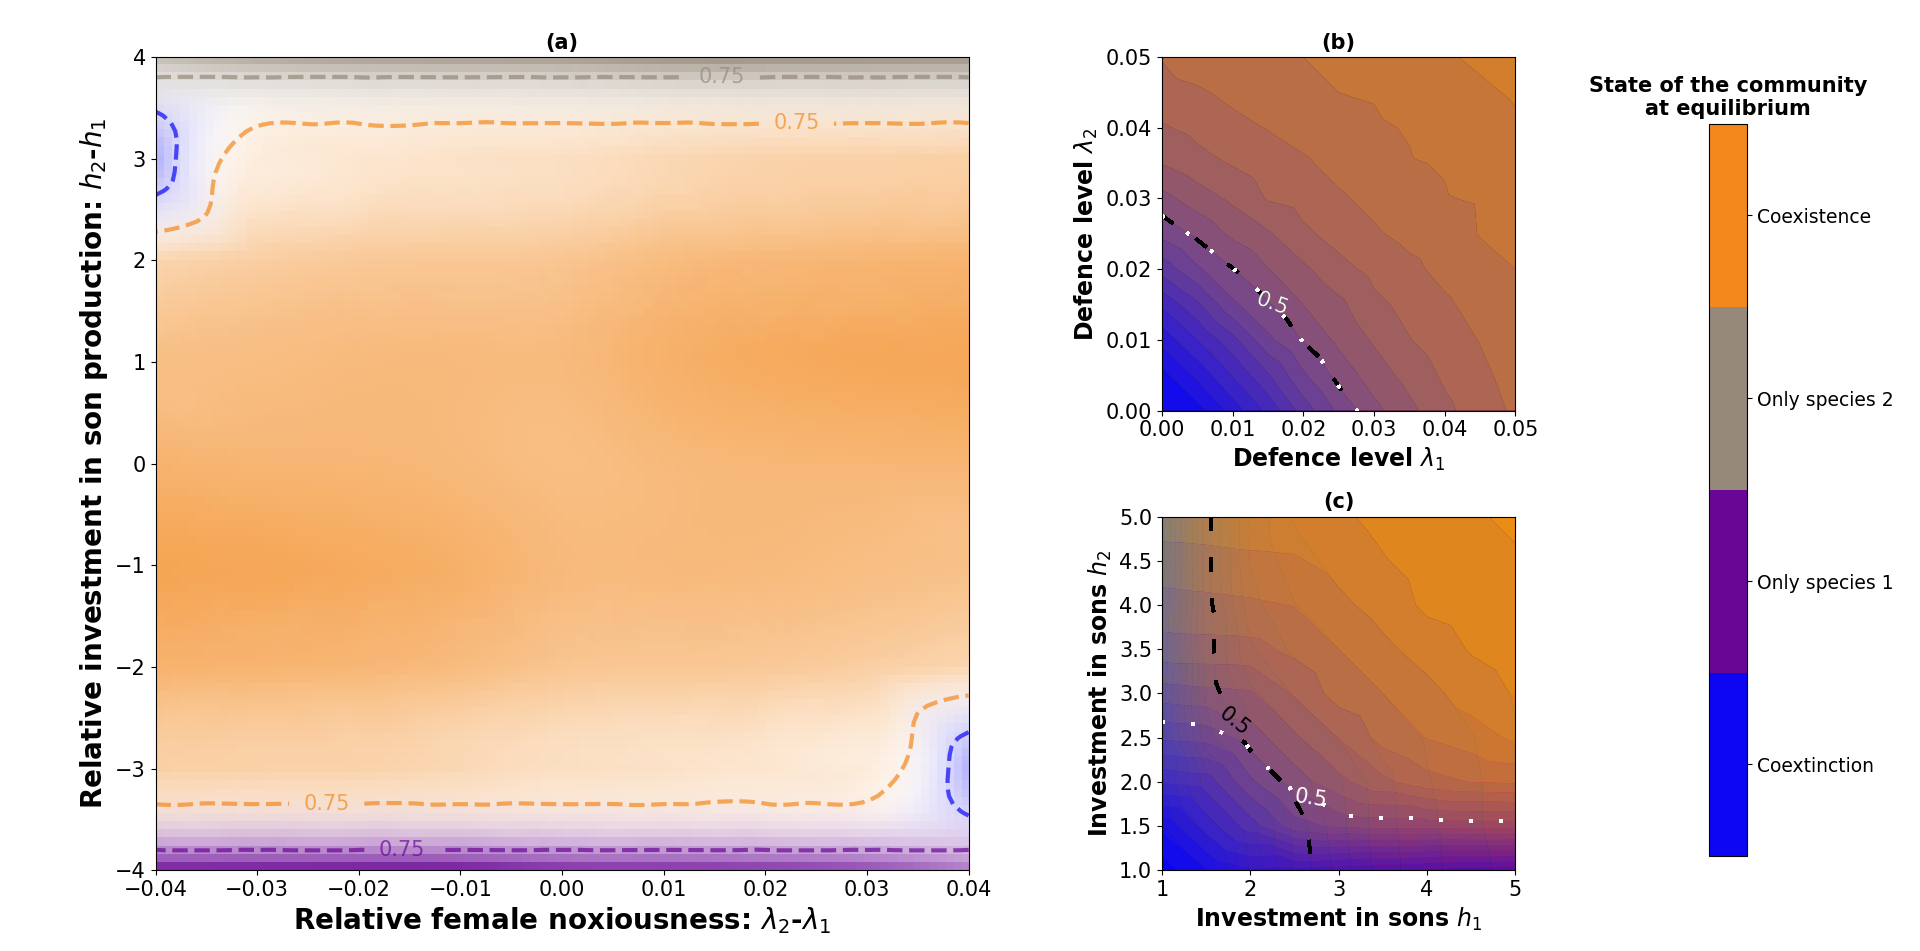 (a)
4
3
2
1
0
−1
−2
−3
−4
Relative investment in son production: h2-h1
0.75
0.75
0.75
0.75
−0.04 −0.03 −0.02 −0.01 0.00 0.01 0.02 0.03 0.04
Relative female noxiousness: λ2-λ1
(b)
0.05
0.04
0.03
0.02
0.01
0.00
Defence level λ2
0.5
0.00 0.01 0.02 0.03 0.04 0.05
Defence level λ1
(c)
5.0
4.5
4.0
3.5
3.0
2.5
2.0
1.5
1.0
Investment in sons h2
0.5
0.5
1 2 3 4 5
Investment in sons h1
State of the community
at equilibrium
Coexistence
Only species 2
Only species 1
Coextinction